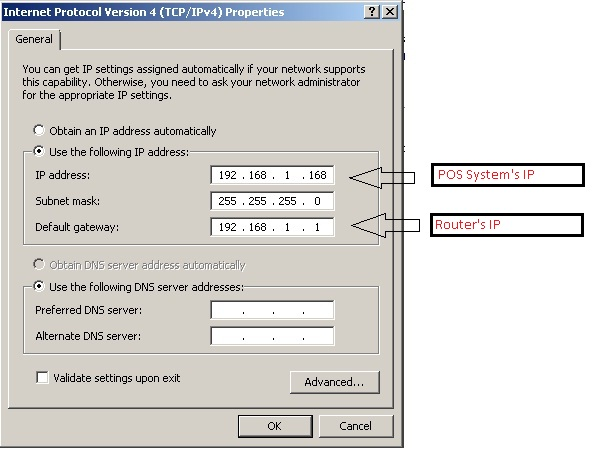 Internet Protocol Version 4 (TCP/IPv4) Properties
General
You can get IP settings assigned automatically if your network supports
this capability. Otherwise, you need to ask your network administrator
for the appropriate IP settings.
Obtain an IP address automatically
Use the following IP address:
IP address: 192 . 168 . 1 . 168
POS System's IP
Subnet mask: 255 . 255 . 255 . 0
Default gateway: 192 . 168 . 1 . 1
Router's IP
Obtain DNS server address automatically
Use the following DNS server addresses:
Preferred DNS server: . . .
Alternate DNS server: . . .
Validate settings upon exit
Advanced...
OK
Cancel